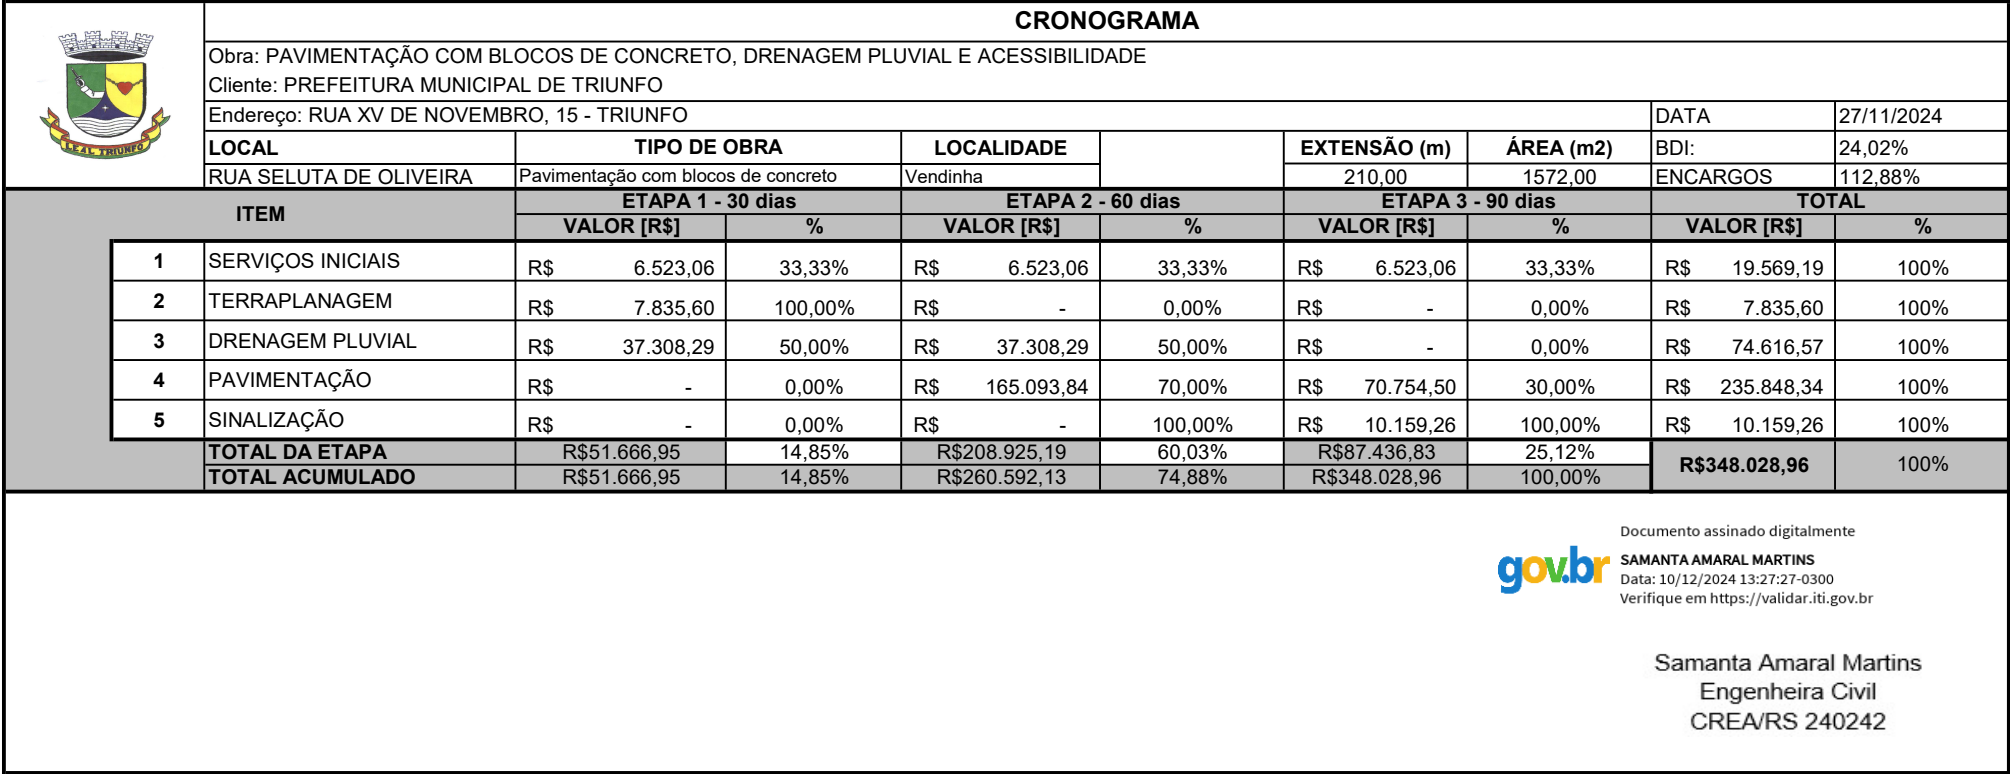 CRONOGRAMA
Obra: PAVIMENTAÇÃO COM BLOCOS DE CONCRETO, DRENAGEM PLUVIAL E ACESSIBILIDADE
Cliente: PREFEITURA MUNICIPAL DE TRIUNFO
Endereço: RUA XV DE NOVEMBRO, 15 - TRIUNFO DATA 27/11/2024
LEAL TRIUNFO
LOCAL TIPO DE OBRA LOCALIDADE EXTENSÃO (m) ÁREA (m2) BDI: 24,02%
RUA SELUTA DE OLIVEIRA Pavimentação com blocos de concreto Vendinha 210,00 1572,00 ENCARGOS 112,88%
ITEM ETAPA 1 - 30 dias ETAPA 2 - 60 dias ETAPA 3 - 90 dias TOTAL
VALOR [R$] % VALOR [R$] % VALOR [R$] % VALOR [R$] %
1 SERVIÇOS INICIAIS R$ 6.523,06 33,33% R$ 6.523,06 33,33% R$ 6.523,06 33,33% R$ 19.569,19 100%
2 TERRAPLANAGEM R$ 7.835,60 100,00% R$ - 0,00% R$ - 0,00% R$ 7.835,60 100%
3 DRENAGEM PLUVIAL R$ 37.308,29 50,00% R$ 37.308,29 50,00% R$ - 0,00% R$ 74.616,57 100%
4 PAVIMENTAÇÃO R$ - 0,00% R$ 165.093,84 70,00% R$ 70.754,50 30,00% R$ 235.848,34 100%
5 SINALIZAÇÃO R$ - 0,00% R$ - 100,00% R$ 10.159,26 100,00% R$ 10.159,26 100%
TOTAL DA ETAPA R$51.666,95 14,85% R$208.925,19 60,03% R$87.436,83 25,12% R$348.028,96 100%
TOTAL ACUMULADO R$51.666,95 14,85% R$260.592,13 74,88% R$348.028,96 100,00%
gov.br
Documento assinado digitalmente
SAMANTA AMARAL MARTINS
Data: 10/12/2024 13:27:27-0300
Verifique em https://validar.iti.gov.br
Samanta Amaral Martins
Engenheira Civil
CREA/RS 240242